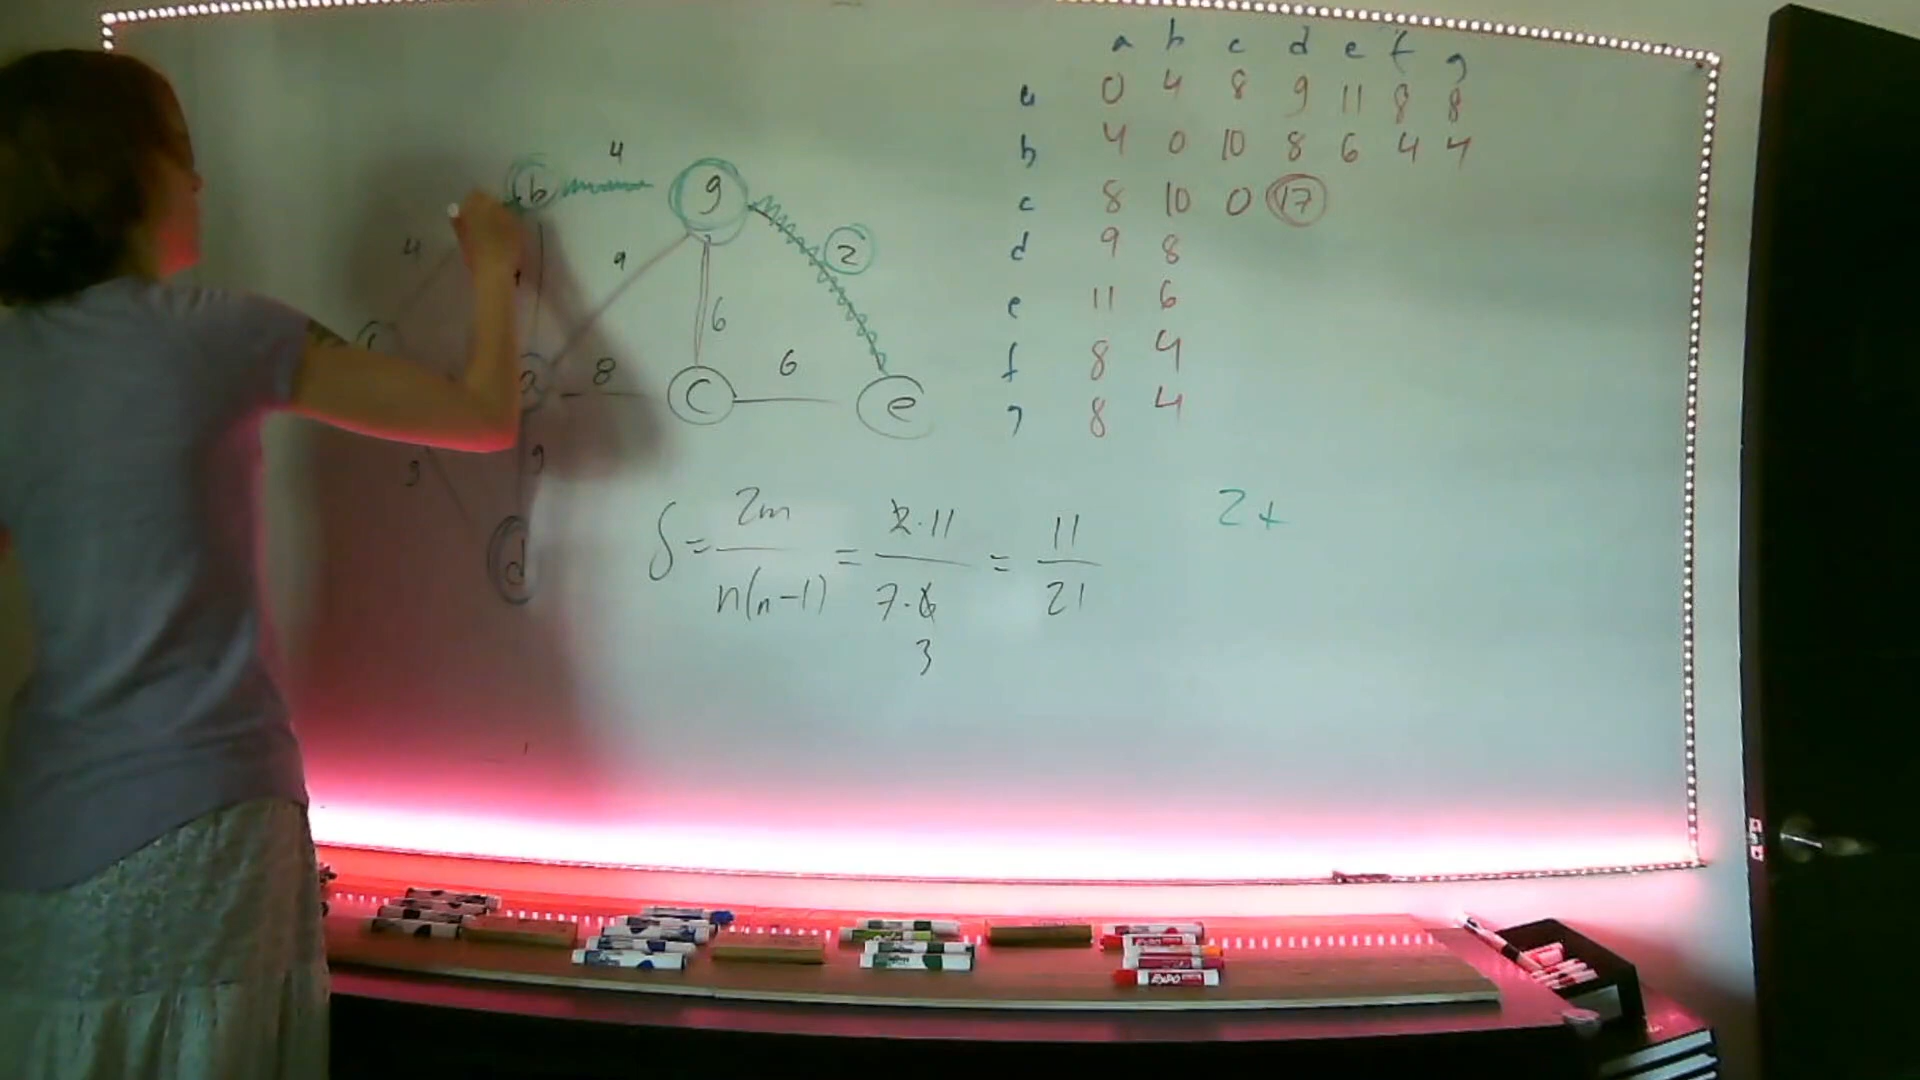 a b c d e f g
a 0 4 8 9 11 8 8
b 4 0 10 8 6 4 4
c 8 10 0 17
d 9 8
e 11 6
f 8 4
g 8 4
b 4 g
4 9 2
6
8 c 6 e
9 9
d
δ = 2m / n(n-1) = 2·11 / 7·6 = 11 / 21
3
2+